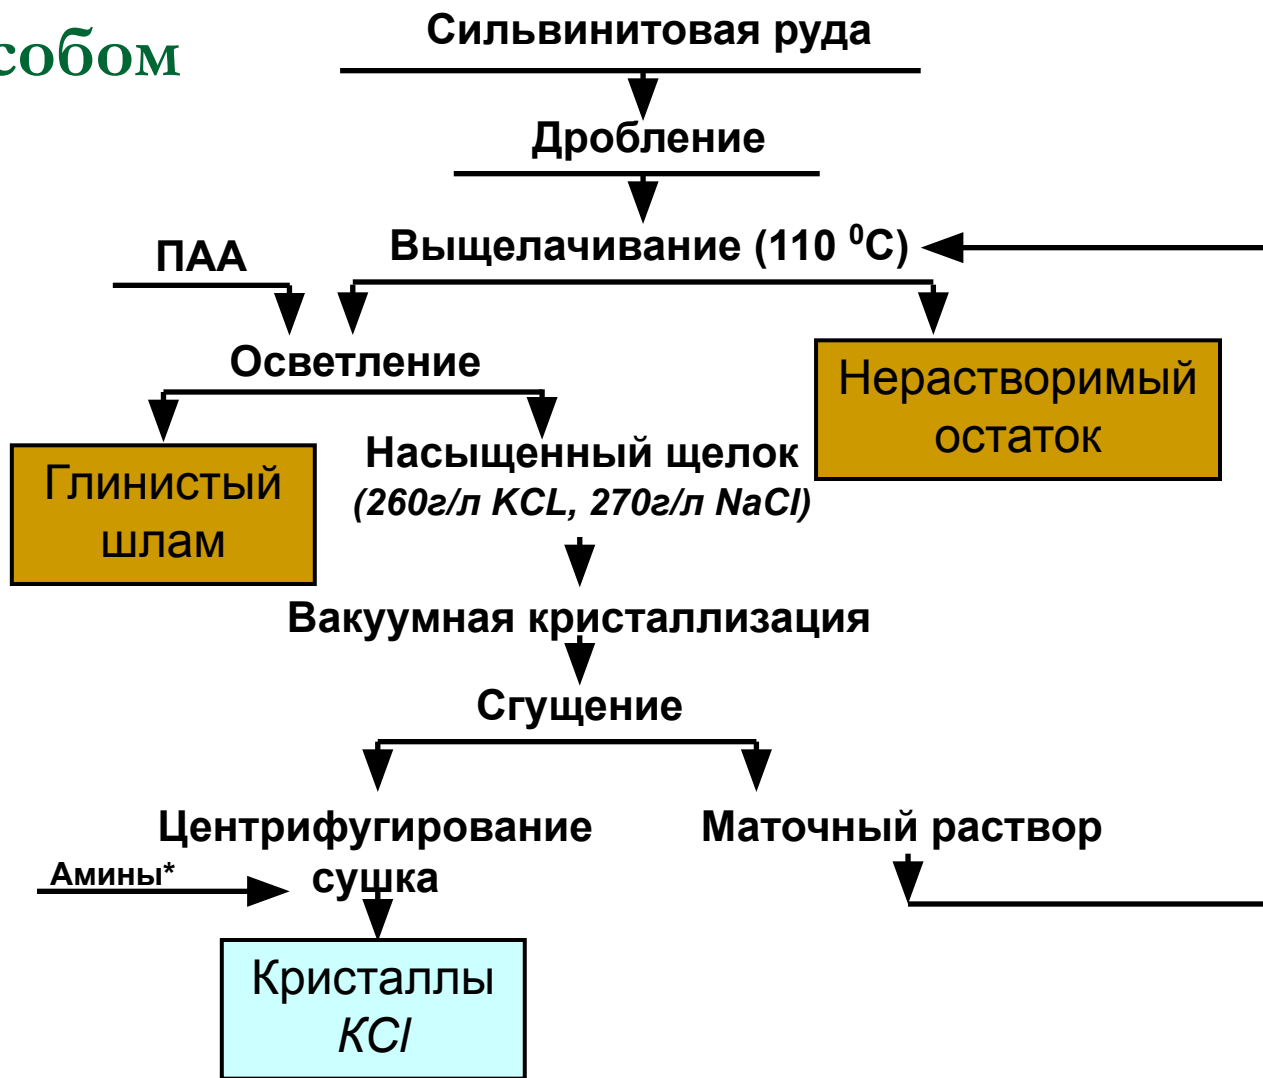 Сильвинитовая руда
собом
Дробление
Выщелачивание (110 ⁰С)
ПАА
Осветление
Нерастворимый
остаток
Насыщенный щелок
(260г/л KCL, 270г/л NaCl)
Глинистый
шлам
Вакуумная кристаллизация
Сгущение
Центрифугирование
сушка
Маточный раствор
Амины*
Кристаллы
KCl